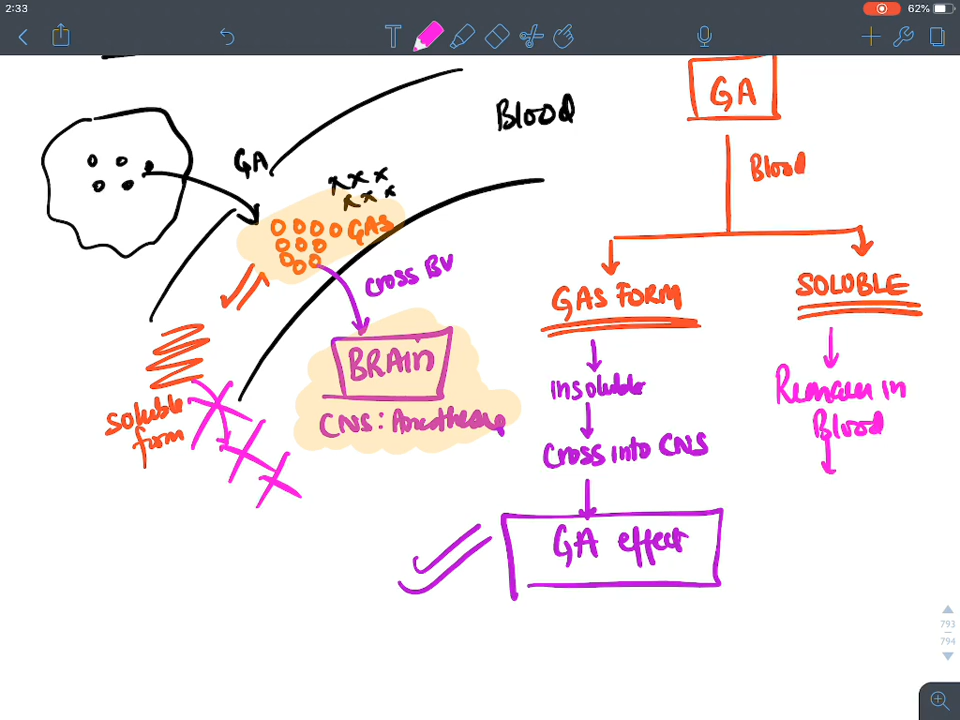 2:33
62%
T
GA
Blood
GA
Blood
GAS
Cross BV
GAS FORM
SOLUBLE
BRAIN
CNS:
Insoluble
Remain in
Blood
Soluble
form
Cross into CNS
GA effect
793
794